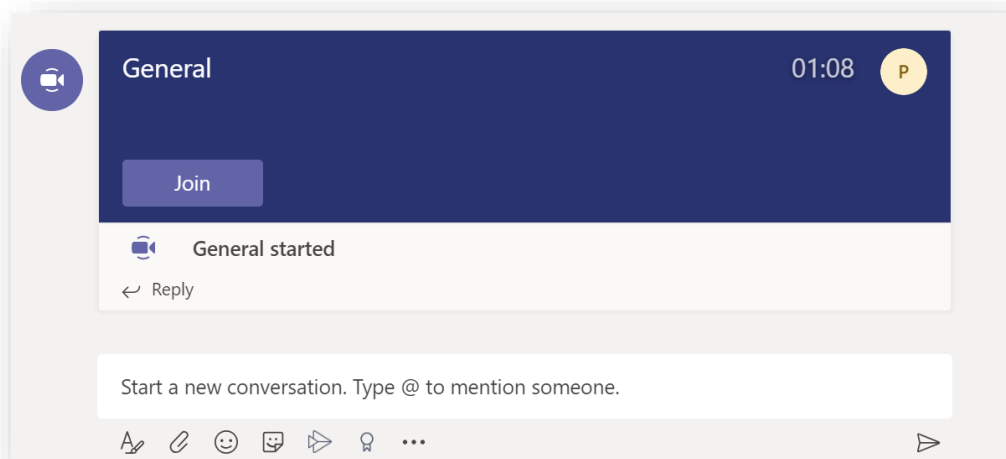 General
01:08
P
Join
General started
Reply
Start a new conversation. Type @ to mention someone.